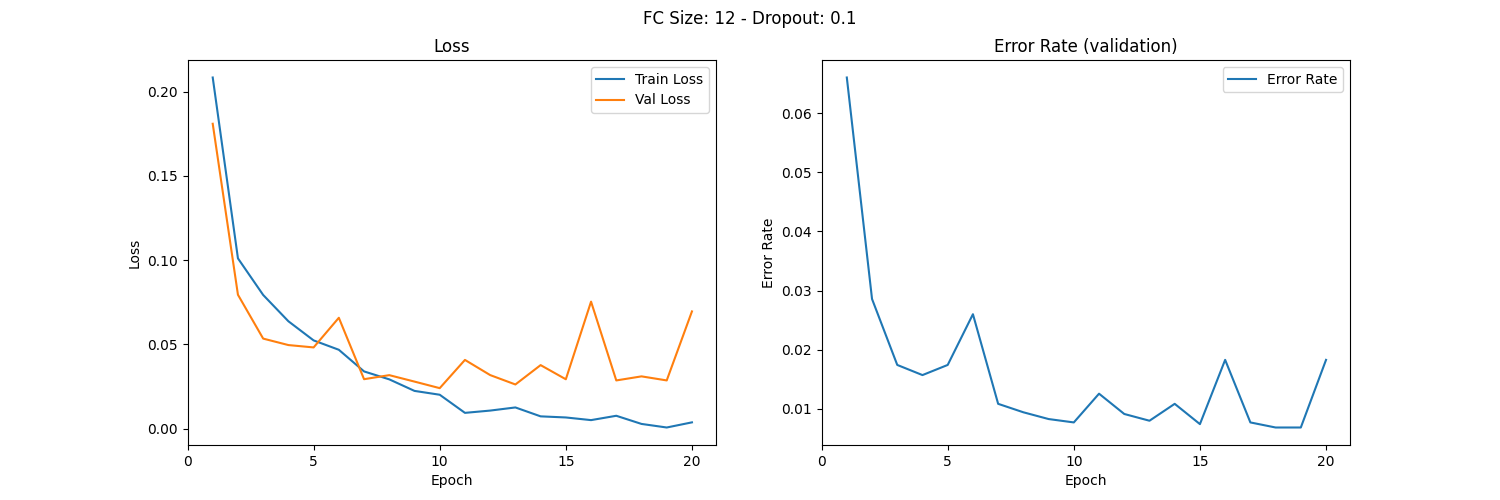 FC Size: 12 - Dropout: 0.1
Loss
Train Loss
Val Loss
0.20
0.15
0.10
0.05
0.00
Loss
0
5
10
15
20
Epoch
Error Rate (validation)
Error Rate
0.06
0.05
0.04
0.03
0.02
0.01
Error Rate
0
5
10
15
20
Epoch